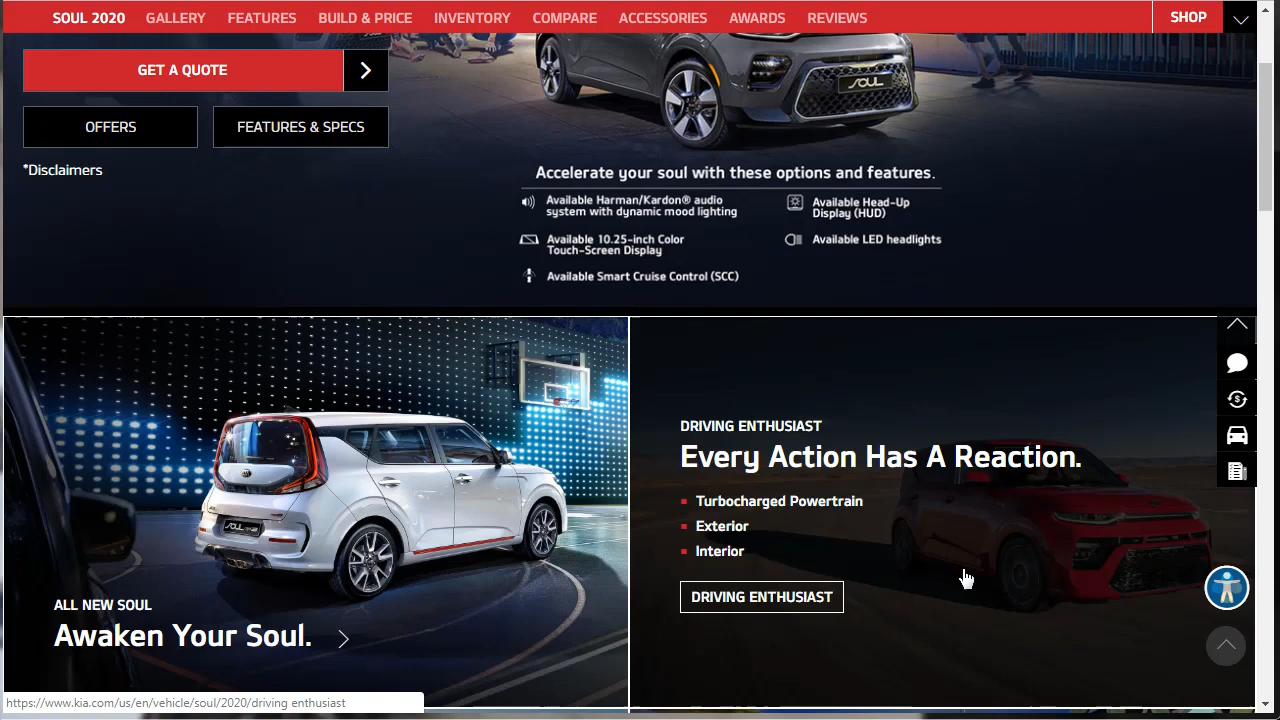 SOUL 2020
GALLERY
FEATURES
BUILD & PRICE
INVENTORY
COMPARE
ACCESSORIES
AWARDS
REVIEWS
SHOP
GET A QUOTE
OFFERS
FEATURES & SPECS
*Disclaimers
SOUL
Accelerate your soul with these options and features.
Available Harman/Kardon® audio
system with dynamic mood lighting
Available Head-Up
Display (HUD)
Available 10.25-inch Color
Touch-Screen Display
Available LED headlights
Available Smart Cruise Control (SCC)
ALL NEW SOUL
Awaken Your Soul.
DRIVING ENTHUSIAST
Every Action Has A Reaction.
Turbocharged Powertrain
Exterior
Interior
DRIVING ENTHUSIAST
https://www.kia.com/us/en/vehicle/soul/2020/driving enthusiast